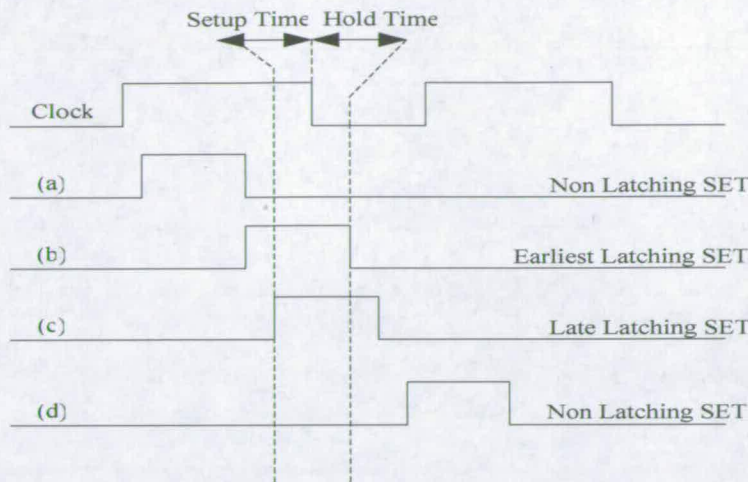 Setup Time Hold Time
Clock
(a) Non Latching SET
(b) Earliest Latching SET
(c) Late Latching SET
(d) Non Latching SET